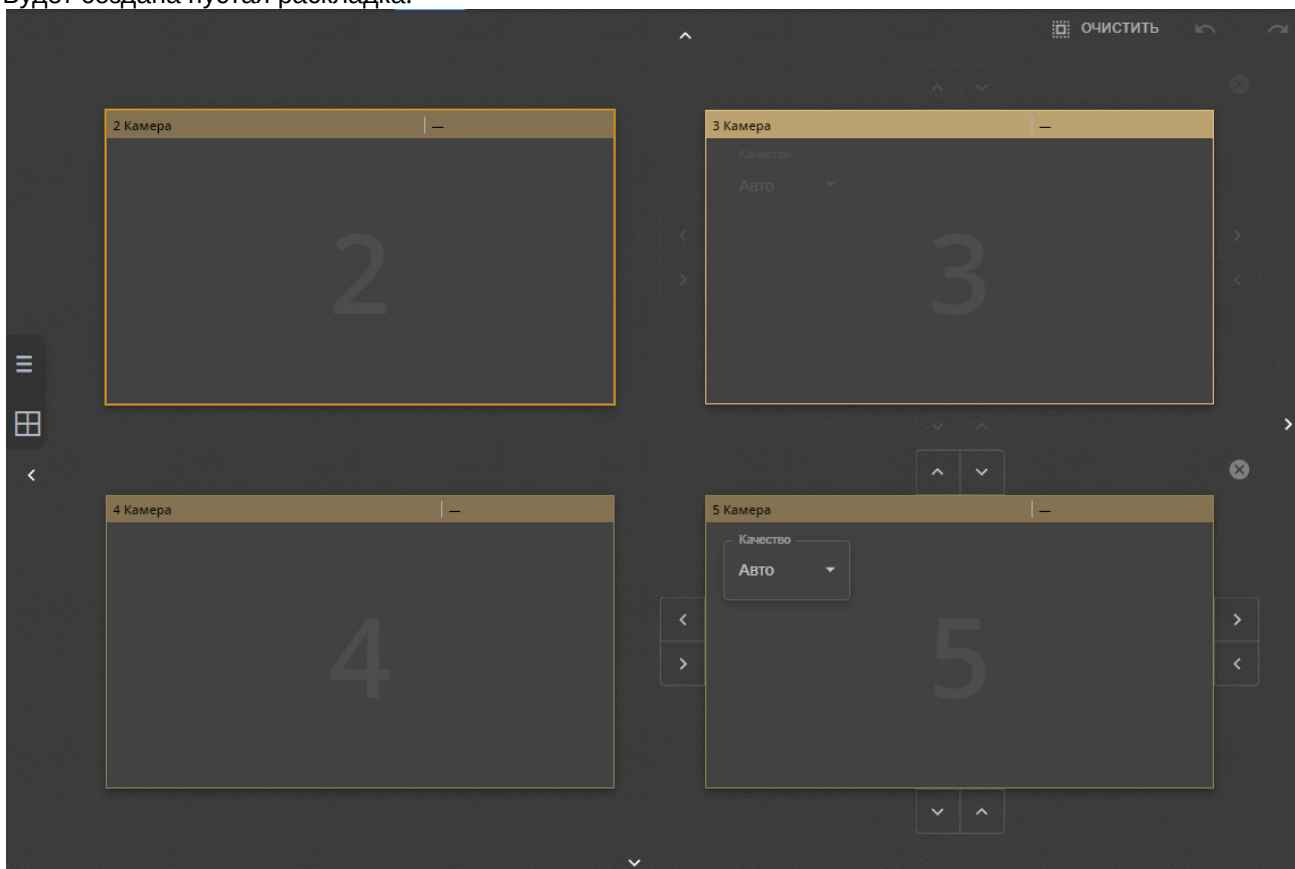 Будет создана пустая раскладка.
ОЧИСТИТЬ
2 Камера —
3 Камера —
Качество
Авто
2
3
4 Камера —
5 Камера —
Качество
Авто
4
5